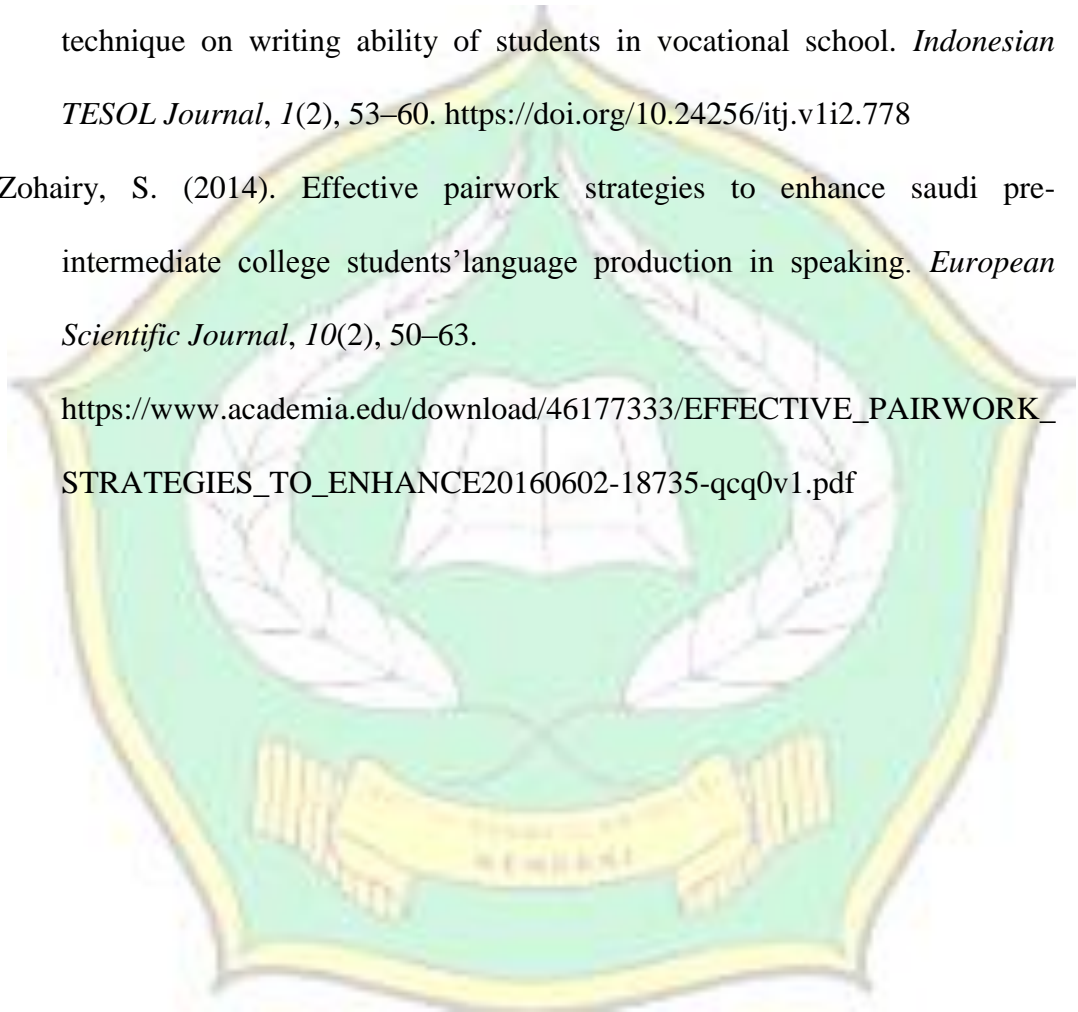 technique on writing ability of students in vocational school. Indonesian
TESOL Journal, 1(2), 53–60. https://doi.org/10.24256/itj.v1i2.778
Zohairy, S. (2014). Effective pairwork strategies to enhance saudi pre-
intermediate college students'language production in speaking. European
Scientific Journal, 10(2), 50–63.
https://www.academia.edu/download/46177333/EFFECTIVE_PAIRWORK_
STRATEGIES_TO_ENHANCE20160602-18735-qcq0v1.pdf